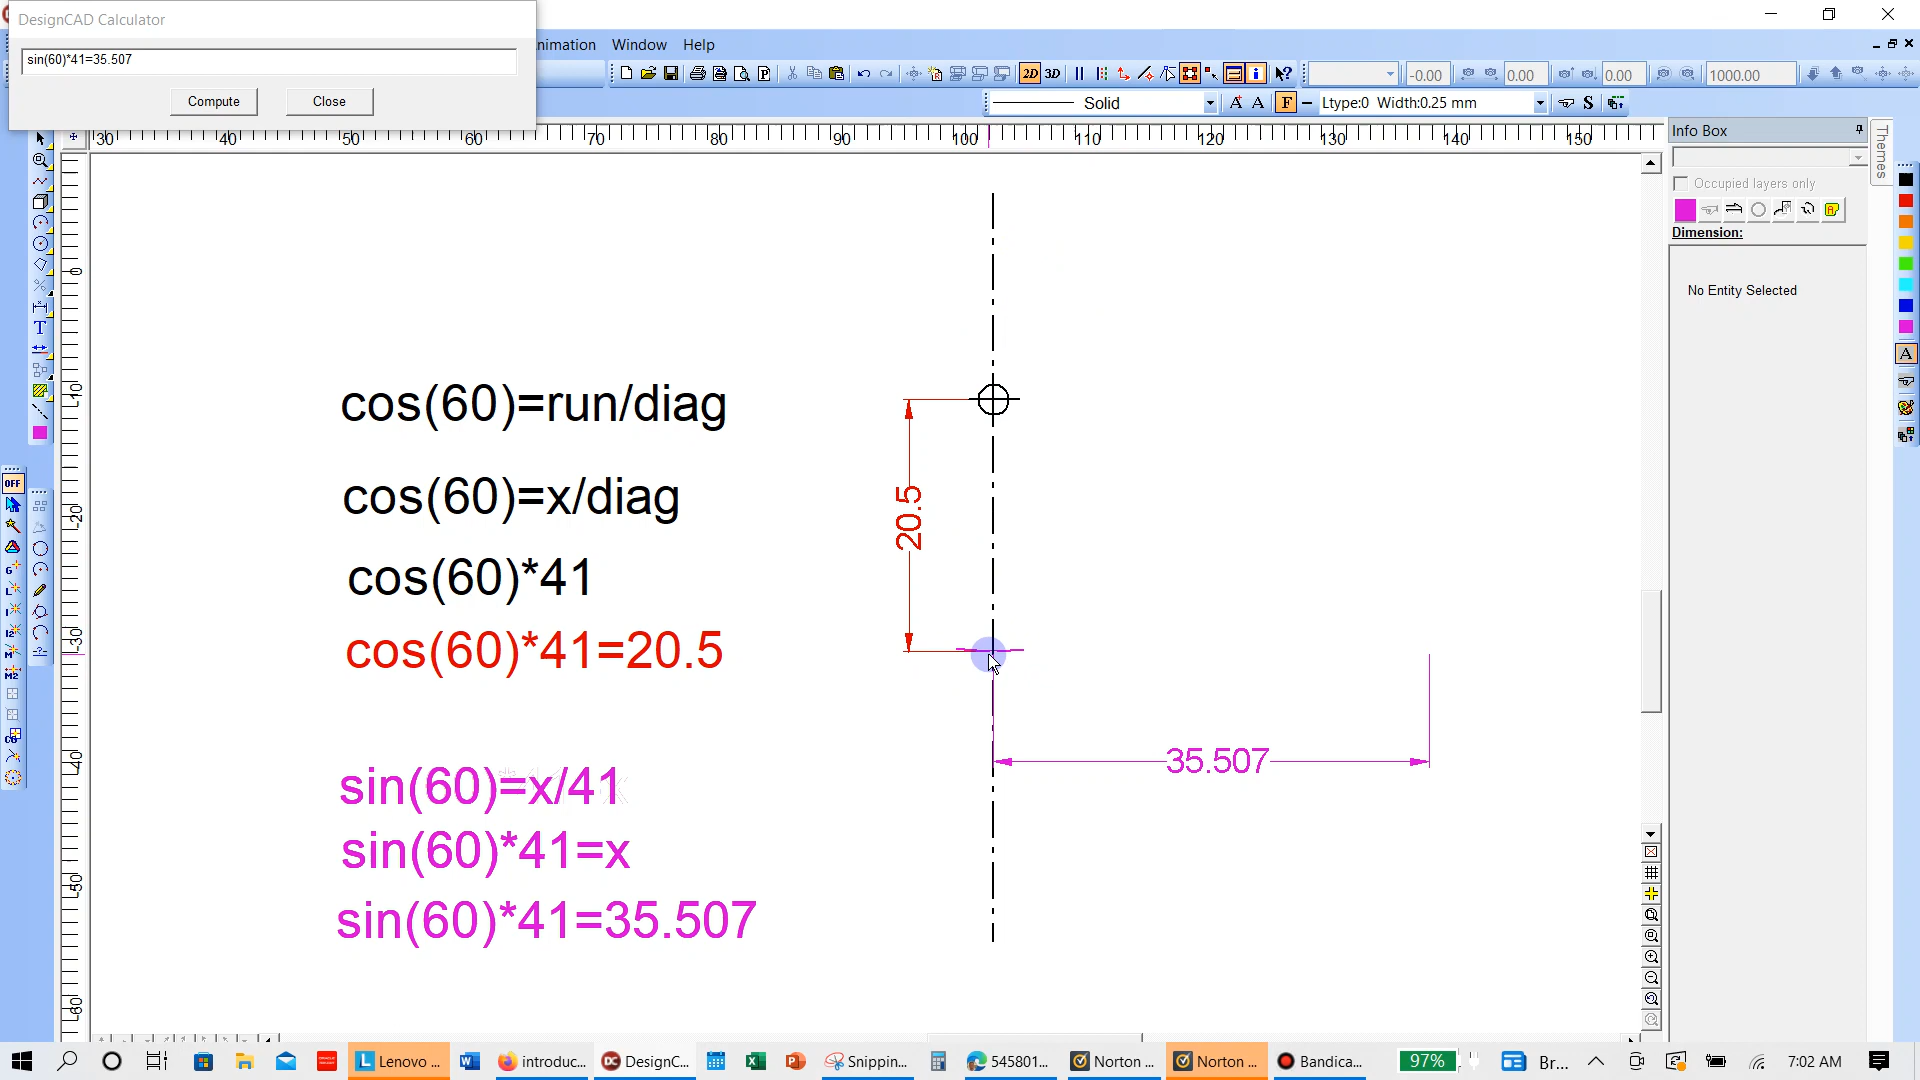 DesignCAD Calculator
sin(60)*41=35.507
Compute
Close
Animation Window Help
2D 3D
-0.00
0.00
0.00
1000.00
Solid
F
Ltype:0 Width:0.25 mm
S
30 40 50 60 70 80 90 100 110 120 130 140 150
Info Box
Themes
Occupied layers only
Dimension:
No Entity Selected
0
-10
-20
-30
-40
-50
-60
OFF
cos(60)=run/diag
cos(60)=x/diag
cos(60)*41
cos(60)*41=20.5
20.5
35.507
sin(60)=x/41
sin(60)*41=x
sin(60)*41=35.507
Lenovo ...
introduc...
DesignC...
Snippin...
545801...
Norton ...
Norton ...
Bandica...
97%
Br...
7:02 AM